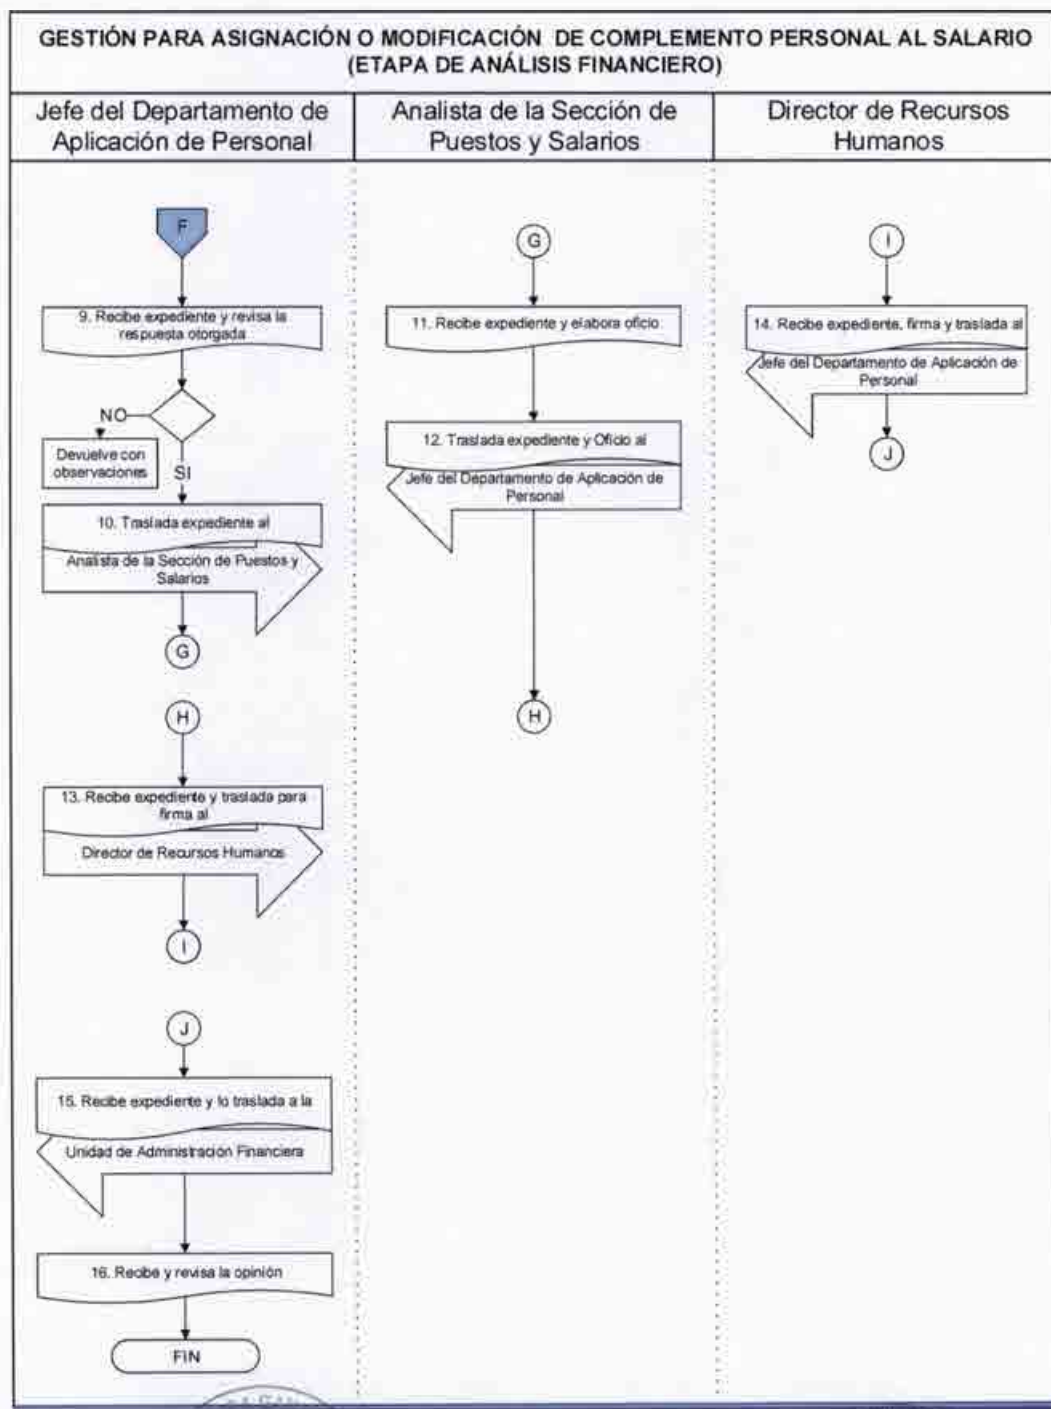 GESTIÓN PARA ASIGNACIÓN O MODIFICACIÓN DE COMPLEMENTO PERSONAL AL SALARIO
(ETAPA DE ANÁLISIS FINANCIERO)
Jefe del Departamento de
Aplicación de Personal
Analista de la Sección de
Puestos y Salarios
Director de Recursos
Humanos
F
9. Recibe expediente y revisa la
respuesta otorgada
NO
Devuelve con
observaciones
SI
10. Traslada expediente al
Analista de la Sección de Puestos y
Salarios
G
H
13. Recibe expediente y traslada para
firma al
Director de Recursos Humanos
I
J
15. Recibe expediente y lo traslada a la
Unidad de Administración Financiera
16. Recibe y revisa la opinión
FIN
G
11. Recibe expediente y elabora oficio
12. Traslada expediente y Oficio al
Jefe del Departamento de Aplicación de
Personal
H
I
14. Recibe expediente, firma y traslada al
Jefe del Departamento de Aplicación de
Personal
J